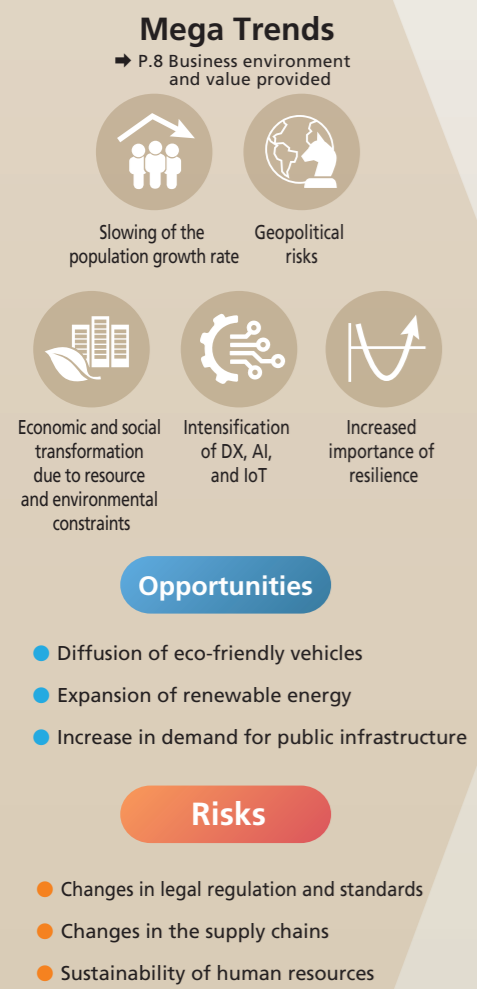 Mega Trends
➡ P.8 Business environment
and value provided
Slowing of the
population growth rate
Geopolitical
risks
Economic and social
transformation
due to resource
and environmental
constraints
Intensification
of DX, AI,
and IoT
Increased
importance of
resilience
Opportunities
● Diffusion of eco-friendly vehicles
● Expansion of renewable energy
● Increase in demand for public infrastructure
Risks
● Changes in legal regulation and standards
● Changes in the supply chains
● Sustainability of human resources